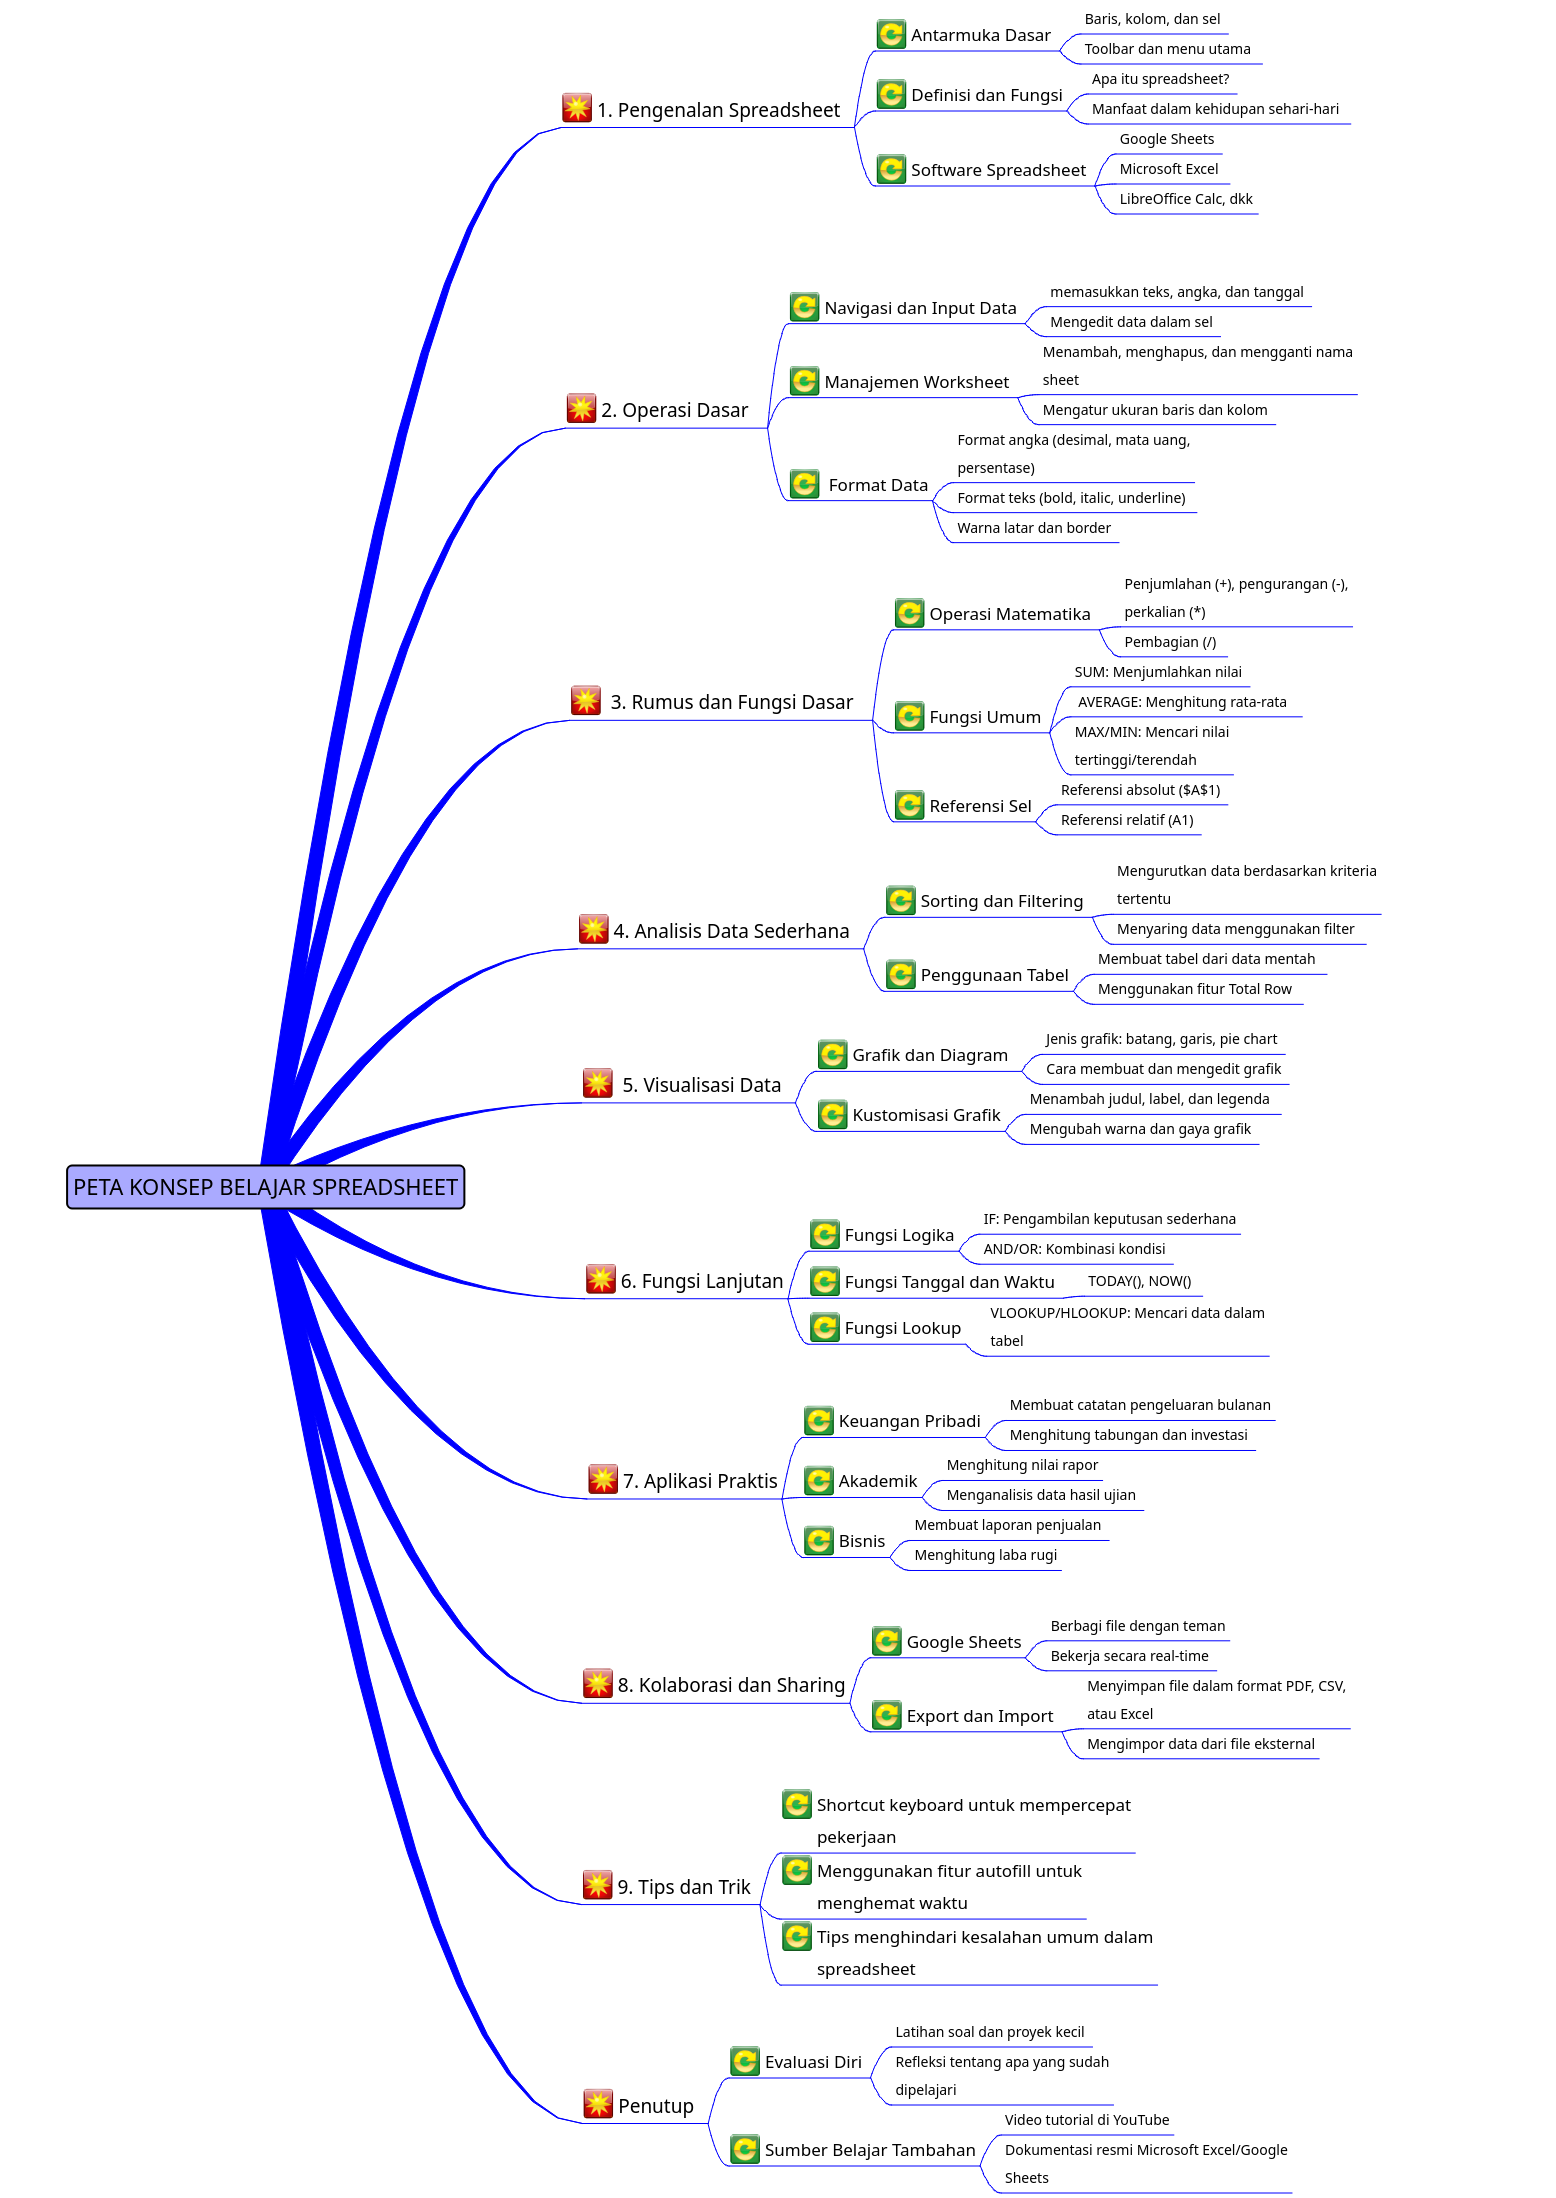 PETA KONSEP BELAJAR SPREADSHEET
1. Pengenalan Spreadsheet
Antarmuka Dasar
Baris, kolom, dan sel
Toolbar dan menu utama
Definisi dan Fungsi
Apa itu spreadsheet?
Manfaat dalam kehidupan sehari-hari
Software Spreadsheet
Google Sheets
Microsoft Excel
LibreOffice Calc, dkk
2. Operasi Dasar
Navigasi dan Input Data
memasukkan teks, angka, dan tanggal
Mengedit data dalam sel
Manajemen Worksheet
Menambah, menghapus, dan mengganti nama
sheet
Mengatur ukuran baris dan kolom
Format Data
Format angka (desimal, mata uang,
persentase)
Format teks (bold, italic, underline)
Warna latar dan border
3. Rumus dan Fungsi Dasar
Operasi Matematika
Penjumlahan (+), pengurangan (-),
perkalian (*)
Pembagian (/)
Fungsi Umum
SUM: Menjumlahkan nilai
AVERAGE: Menghitung rata-rata
MAX/MIN: Mencari nilai
tertinggi/terendah
Referensi Sel
Referensi absolut ($A$1)
Referensi relatif (A1)
4. Analisis Data Sederhana
Sorting dan Filtering
Mengurutkan data berdasarkan kriteria
tertentu
Menyaring data menggunakan filter
Penggunaan Tabel
Membuat tabel dari data mentah
Menggunakan fitur Total Row
5. Visualisasi Data
Grafik dan Diagram
Jenis grafik: batang, garis, pie chart
Cara membuat dan mengedit grafik
Kustomisasi Grafik
Menambah judul, label, dan legenda
Mengubah warna dan gaya grafik
6. Fungsi Lanjutan
Fungsi Logika
IF: Pengambilan keputusan sederhana
AND/OR: Kombinasi kondisi
Fungsi Tanggal dan Waktu
TODAY(), NOW()
Fungsi Lookup
VLOOKUP/HLOOKUP: Mencari data dalam
tabel
7. Aplikasi Praktis
Keuangan Pribadi
Membuat catatan pengeluaran bulanan
Menghitung tabungan dan investasi
Akademik
Menghitung nilai rapor
Menganalisis data hasil ujian
Bisnis
Membuat laporan penjualan
Menghitung laba rugi
8. Kolaborasi dan Sharing
Google Sheets
Berbagi file dengan teman
Bekerja secara real-time
Export dan Import
Menyimpan file dalam format PDF, CSV,
atau Excel
Mengimpor data dari file eksternal
9. Tips dan Trik
Shortcut keyboard untuk mempercepat
pekerjaan
Menggunakan fitur autofill untuk
menghemat waktu
Tips menghindari kesalahan umum dalam
spreadsheet
Penutup
Evaluasi Diri
Latihan soal dan proyek kecil
Refleksi tentang apa yang sudah
dipelajari
Sumber Belajar Tambahan
Video tutorial di YouTube
Dokumentasi resmi Microsoft Excel/Google
Sheets